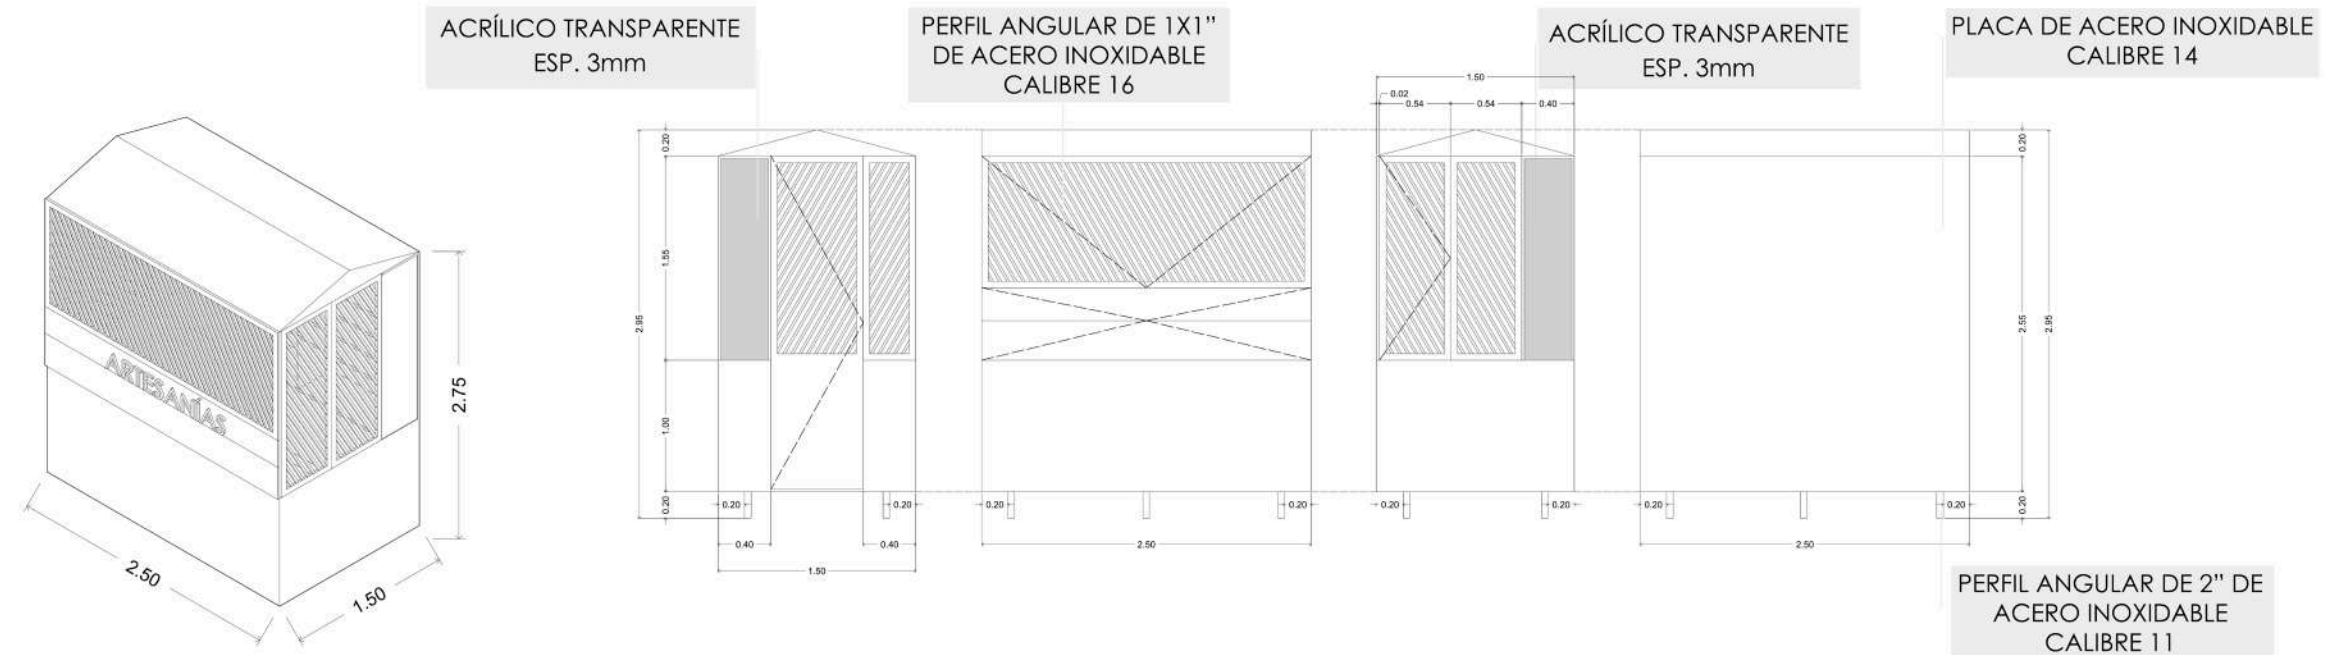 ACRÍLICO TRANSPARENTE
ESP. 3mm
PERFIL ANGULAR DE 1X1”
DE ACERO INOXIDABLE
CALIBRE 16
ACRÍLICO TRANSPARENTE
ESP. 3mm
PLACA DE ACERO INOXIDABLE
CALIBRE 14
ARTESANÍAS
2.75
2.50
1.50
2.95
0.20
1.55
1.00
0.20
0.20
0.20
0.40
0.40
1.50
0.20
0.20
2.50
1.50
0.02
0.54
0.54
0.40
0.20
0.20
0.20
0.20
2.50
0.20
2.55
2.95
0.20
PERFIL ANGULAR DE 2” DE
ACERO INOXIDABLE
CALIBRE 11